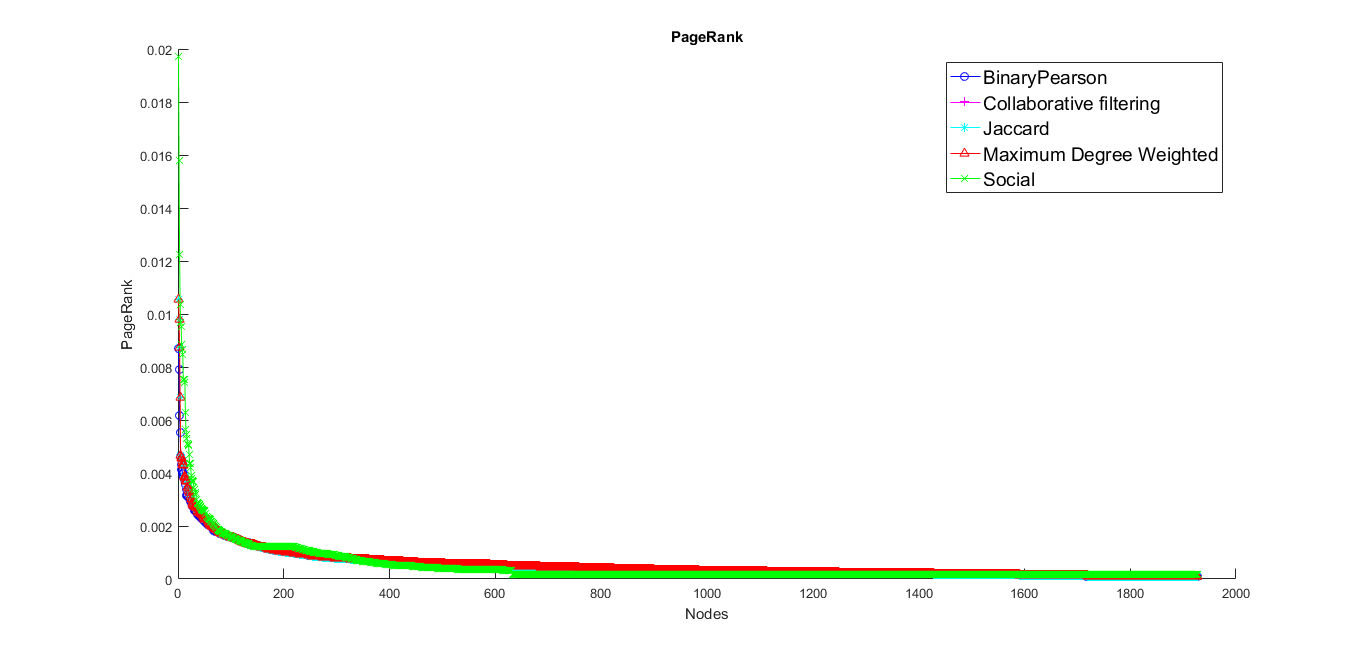 PageRank
BinaryPearson
Collaborative filtering
Jaccard
Maximum Degree Weighted
Social
PageRank
0.02
0.018
0.016
0.014
0.012
0.01
0.008
0.006
0.004
0.002
0
0 200 400 600 800 1000 1200 1400 1600 1800 2000
Nodes